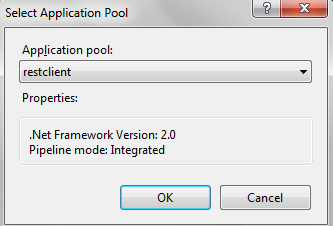 Select Application Pool
?
Application pool:
restclient
Properties:
.Net Framework Version: 2.0
Pipeline mode: Integrated
OK
Cancel